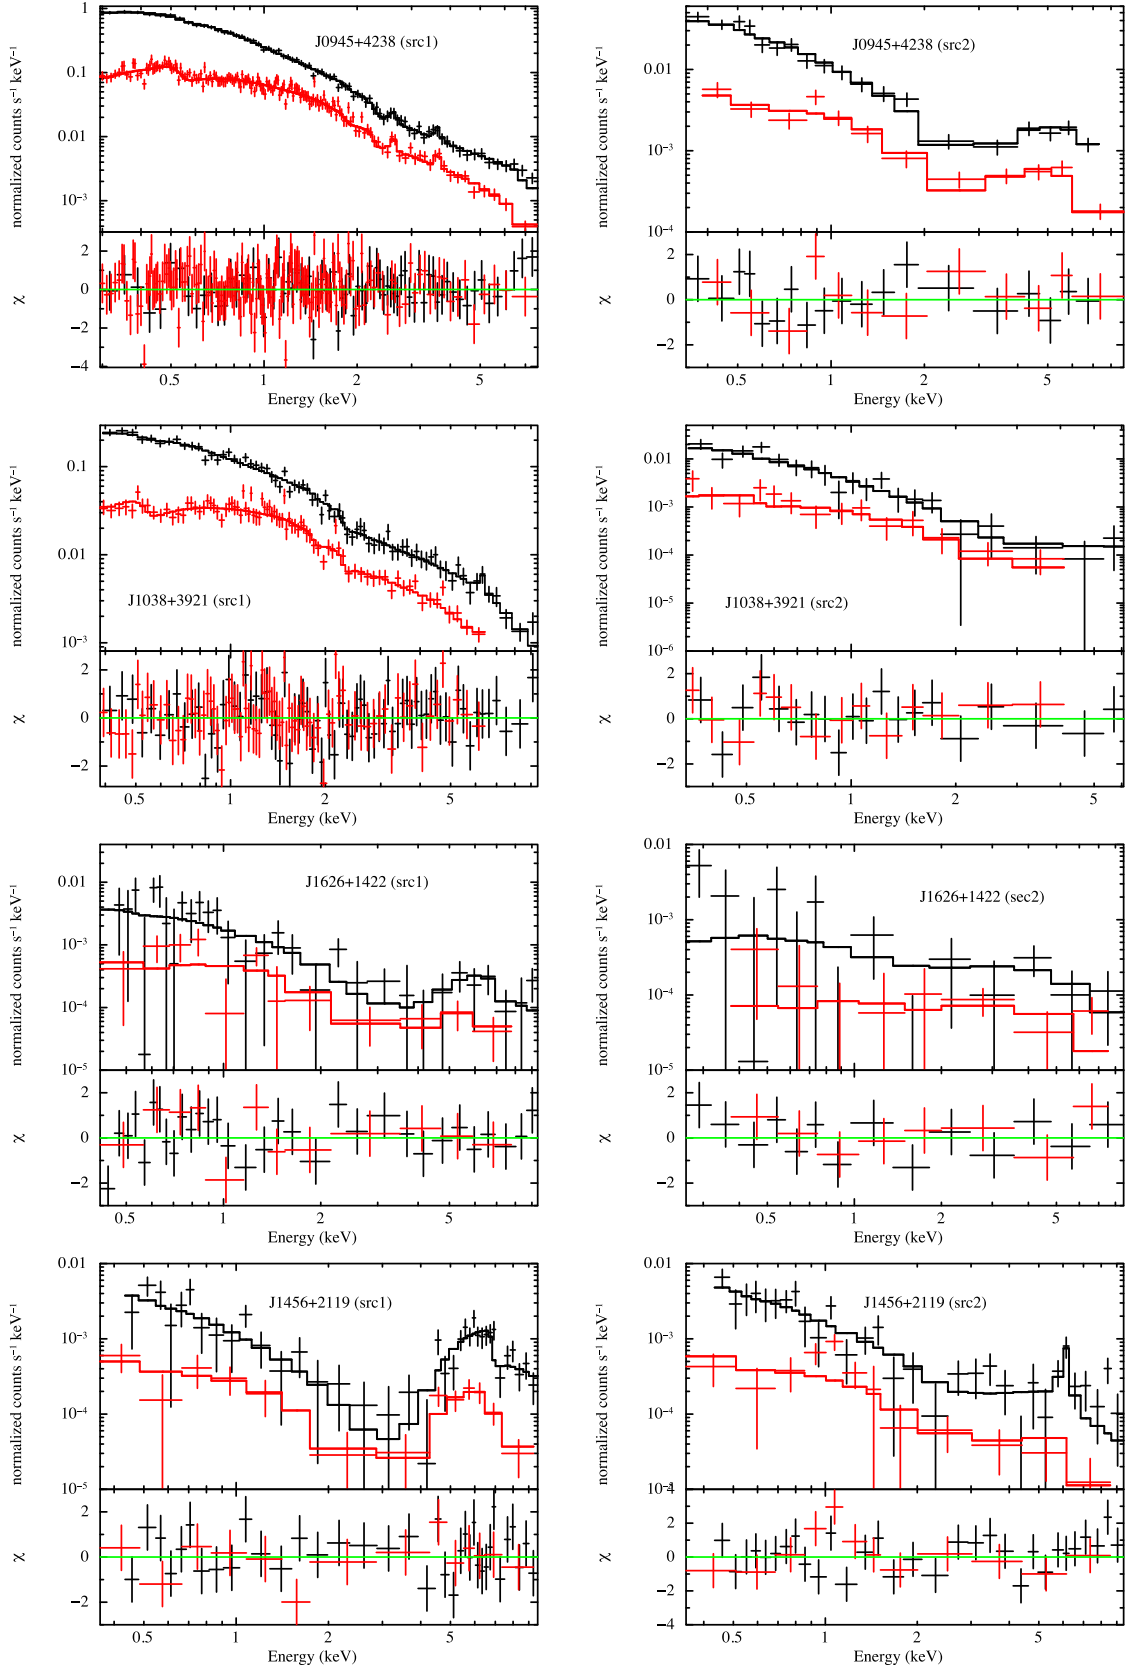 J0945+4238 (src1)
normalized counts s⁻¹ keV⁻¹
1
0.1
0.01
10⁻³
χ
2
0
−2
−4
0.5 1 2 5
Energy (keV)
J0945+4238 (src2)
normalized counts s⁻¹ keV⁻¹
0.01
10⁻³
10⁻⁴
χ
2
0
−2
0.5 1 2 5
Energy (keV)
J1038+3921 (src1)
normalized counts s⁻¹ keV⁻¹
0.1
0.01
10⁻³
χ
2
0
−2
0.5 1 2 5
Energy (keV)
J1038+3921 (src2)
normalized counts s⁻¹ keV⁻¹
0.01
10⁻³
10⁻⁴
10⁻⁵
10⁻⁶
χ
2
0
−2
0.5 1 2 5
Energy (keV)
J1626+1422 (src1)
normalized counts s⁻¹ keV⁻¹
0.01
10⁻³
10⁻⁴
10⁻⁵
χ
2
0
−2
0.5 1 2 5
Energy (keV)
J1626+1422 (sec2)
normalized counts s⁻¹ keV⁻¹
0.01
10⁻³
10⁻⁴
10⁻⁵
χ
2
0
−2
0.5 1 2 5
Energy (keV)
J1456+2119 (src1)
normalized counts s⁻¹ keV⁻¹
0.01
10⁻³
10⁻⁴
10⁻⁵
χ
2
0
−2
0.5 1 2 5
Energy (keV)
J1456+2119 (src2)
normalized counts s⁻¹ keV⁻¹
0.01
10⁻³
10⁻⁴
χ
2
0
−2
−4
0.5 1 2 5
Energy (keV)